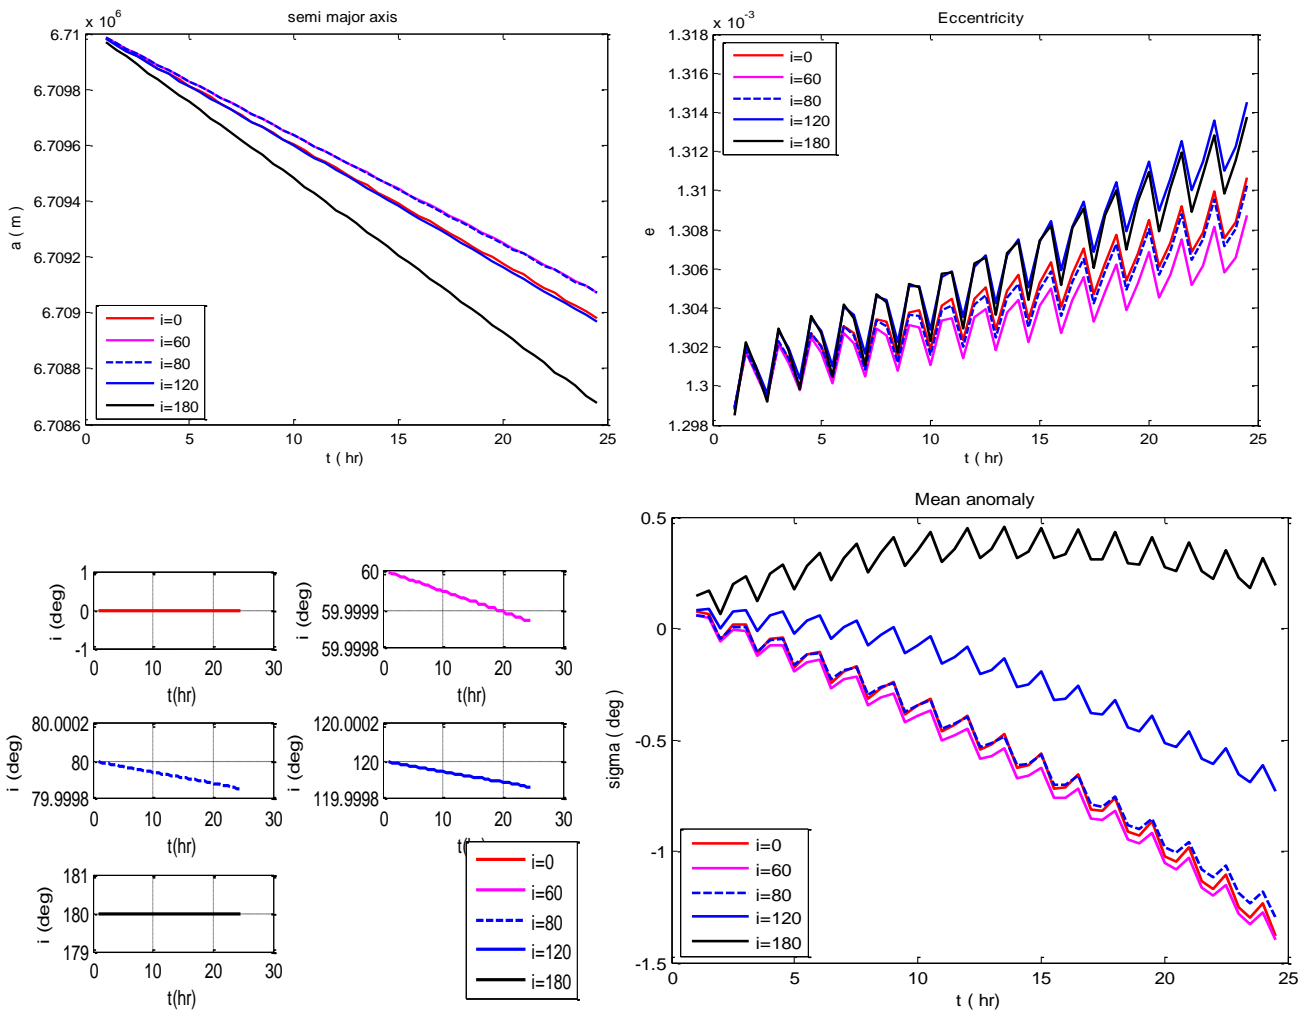 semi major axis
x 10^6
6.71
6.7098
6.7096
6.7094
6.7092
6.709
6.7088
6.7086
a ( m )
i=0
i=60
i=80
i=120
i=180
0 5 10 15 20 25
t ( hr)
Eccentricity
x 10^-3
1.318
1.316
1.314
1.312
1.31
1.308
1.306
1.304
1.302
1.3
1.298
e
i=0
i=60
i=80
i=120
i=180
0 5 10 15 20 25
t ( hr)
1
0
-1
i (deg)
0 10 20 30
t(hr)
60
59.9999
59.9998
i (deg)
0 10 20 30
t(hr)
80.0002
80
79.9998
i (deg)
0 10 20 30
t(hr)
120.0002
120
119.9998
i (deg)
0 10 20 30
181
180
179
i (deg)
0 10 20 30
t(hr)
i=0
i=60
i=80
i=120
i=180
Mean anomaly
0.5
0
-0.5
-1
-1.5
sigma ( deg )
i=0
i=60
i=80
i=120
i=180
0 5 10 15 20 25
t ( hr)